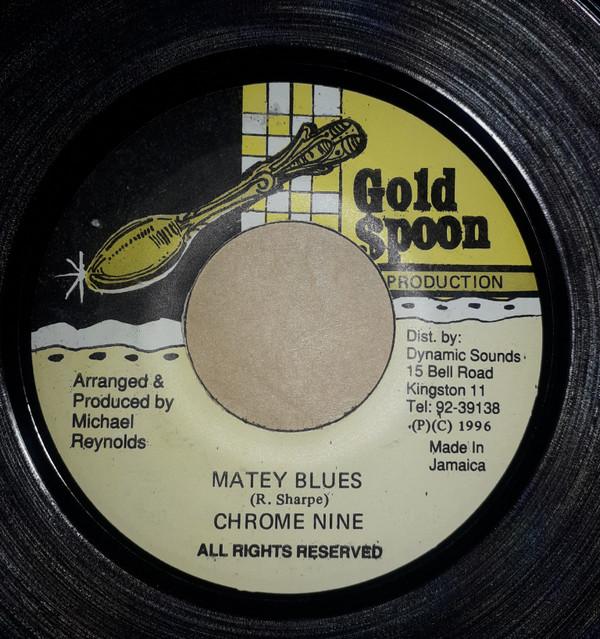 Gold
Spoon
PRODUCTION
Dist. by:
Dynamic Sounds
15 Bell Road
Kingston 11
Tel: 92-39138
(P)(C) 1996
Made In
Jamaica
Arranged &
Produced by
Michael
Reynolds
MATEY BLUES
(R. Sharpe)
CHROME NINE
ALL RIGHTS RESERVED